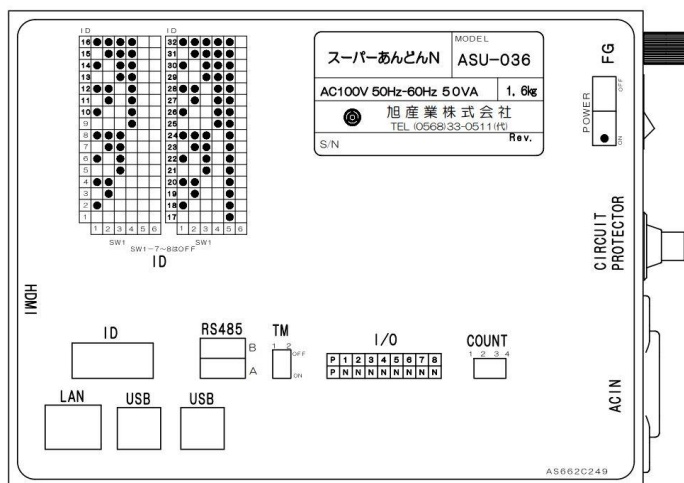 ID
16
15
14
13
12
11
10
9
8
7
6
5
4
3
2
1
1 2 3 4 5 6
SW1
ID
32
31
30
29
28
27
26
25
24
23
22
21
20
19
18
17
1 2 3 4 5 6
SW1
SW1-7~8はOFF
ID
スーパーあんどんN
MODEL
ASU-036
AC100V 50Hz-60Hz 50VA
1.6kg
旭産業株式会社
TEL (0568)33-0511(代)
S/N
Rev.
FG
POWER
OFF
ON
CIRCUIT
PROTECTOR
AC IN
HDMI
ID
RS485
B
A
TM
1 2
OFF
ON
I/O
P 1 2 3 4 5 6 7 8
P N N N N N N N N
COUNT
1 2 3 4
LAN
USB
USB
AS662C249